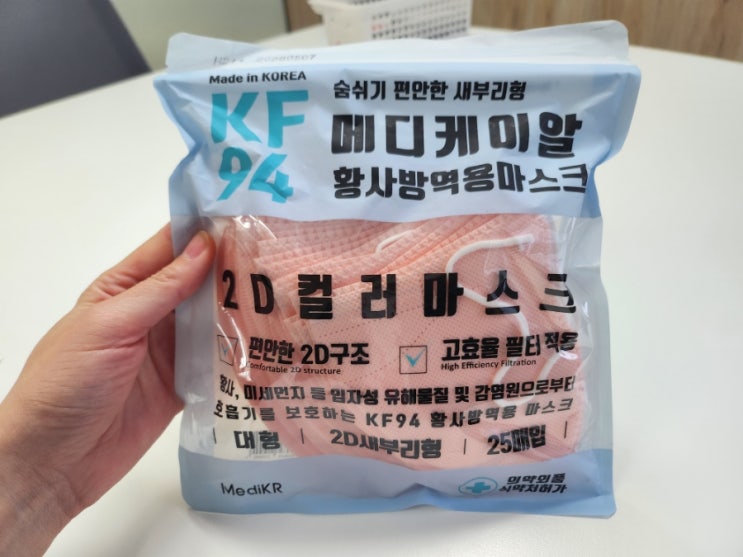 Made in KOREA
KF
94
숨쉬기 편안한 새부리형
메디케이알
황사방역용마스크
2D컬러마스크
편안한 2D구조
Comfortable 2D structure
고효율 필터 적용
High Efficiency Filtration
황사, 미세먼지 등 입자성 유해물질 및 감염원으로부터
호흡기를 보호하는 KF94 황사방역용 마스크
| 대형 | 2D새부리형 | 25매입 |
MediKR
의약외품
식약처허가